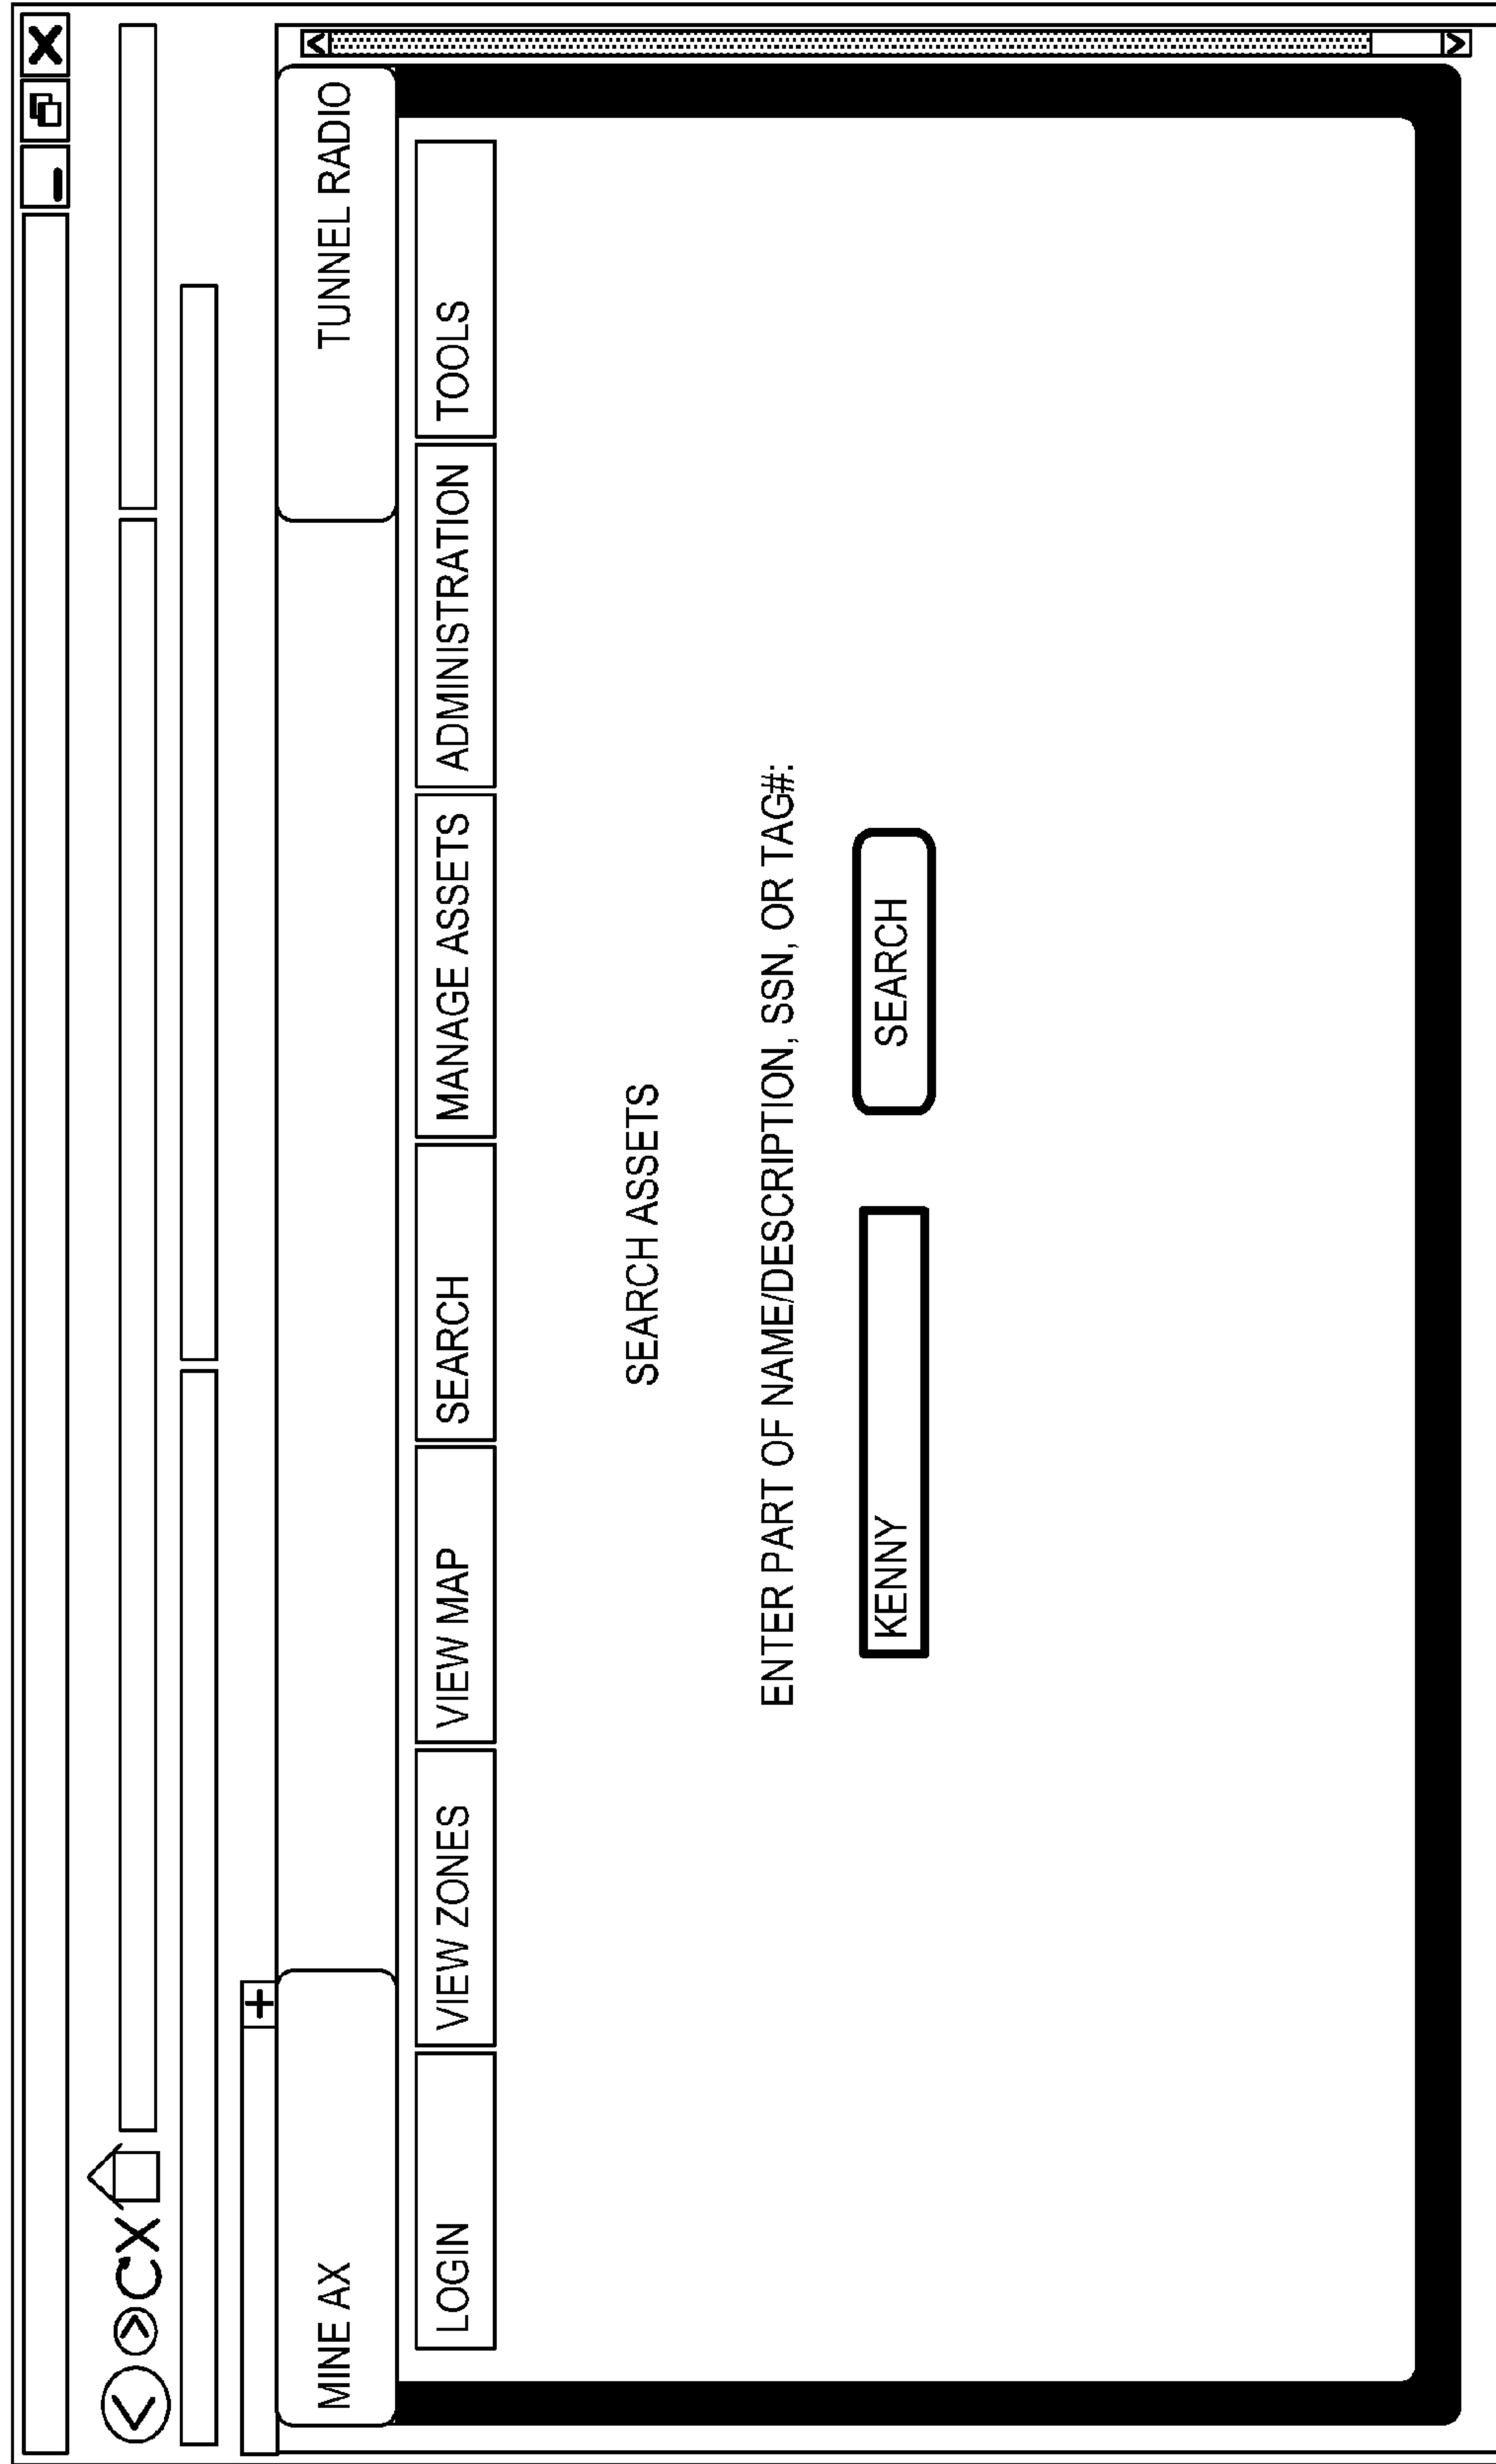 MINE AX TUNNEL RADIO
LOGIN VIEW ZONES VIEW MAP SEARCH MANAGE ASSETS ADMINISTRATION TOOLS
SEARCH ASSETS
ENTER PART OF NAME/DESCRIPTION, SSN, OR TAG#:
KENNY SEARCH